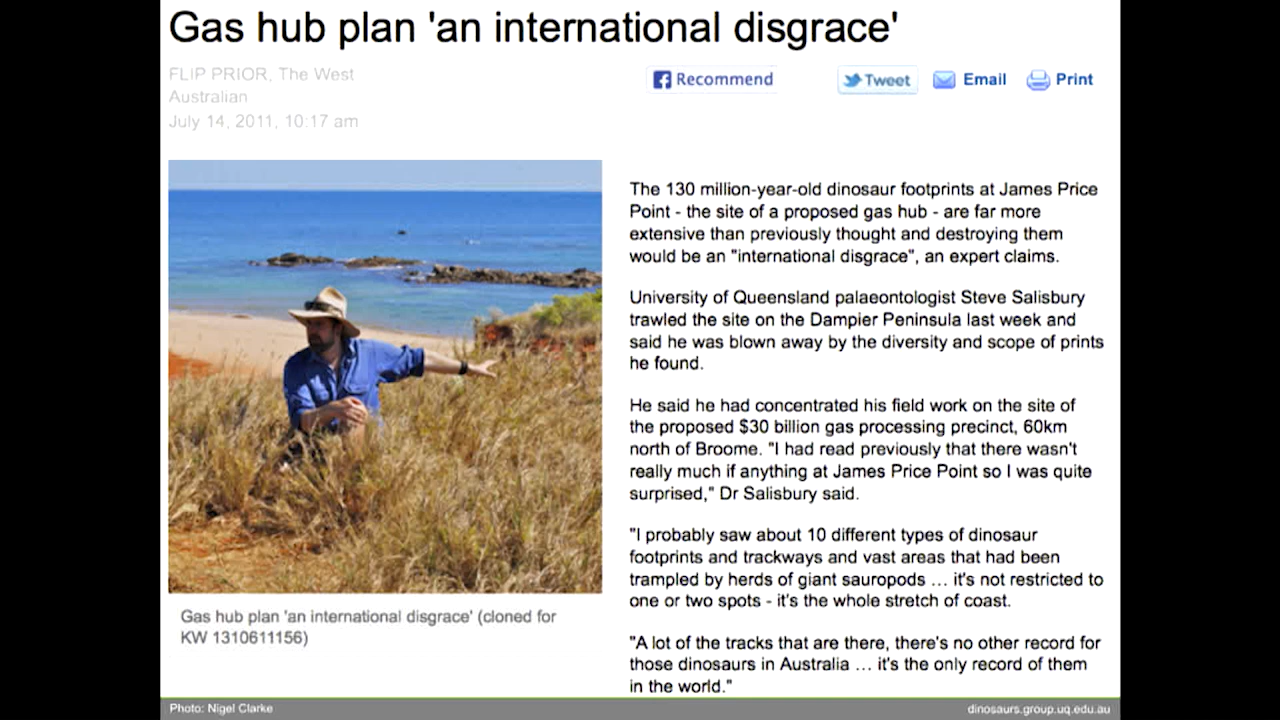 Gas hub plan 'an international disgrace'
FLIP PRIOR, The West
Australian
July 14, 2011, 10:17 am
Recommend
Tweet
Email
Print
The 130 million-year-old dinosaur footprints at James Price
Point - the site of a proposed gas hub - are far more
extensive than previously thought and destroying them
would be an "international disgrace", an expert claims.
University of Queensland palaeontologist Steve Salisbury
trawled the site on the Dampier Peninsula last week and
said he was blown away by the diversity and scope of prints
he found.
He said he had concentrated his field work on the site of
the proposed $30 billion gas processing precinct, 60km
north of Broome. "I had read previously that there wasn't
really much if anything at James Price Point so I was quite
surprised," Dr Salisbury said.
"I probably saw about 10 different types of dinosaur
footprints and trackways and vast areas that had been
trampled by herds of giant sauropods ... it's not restricted to
one or two spots - it's the whole stretch of coast.
"A lot of the tracks that are there, there's no other record for
those dinosaurs in Australia ... it's the only record of them
in the world."
Gas hub plan 'an international disgrace' (cloned for
KW 1310611156)
Photo: Nigel Clarke
dinosaurs.group.uq.edu.au